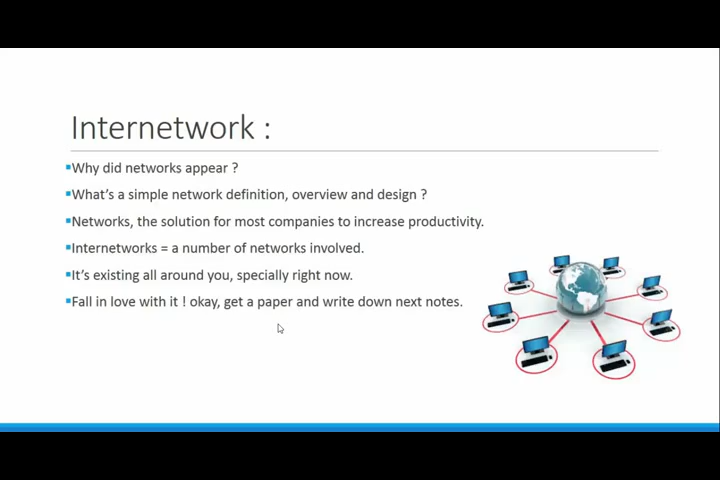 Internetwork :
▪Why did networks appear ?
▪What's a simple network definition, overview and design ?
▪Networks, the solution for most companies to increase productivity.
▪Internetworks = a number of networks involved.
▪It's existing all around you, specially right now.
▪Fall in love with it ! okay, get a paper and write down next notes.